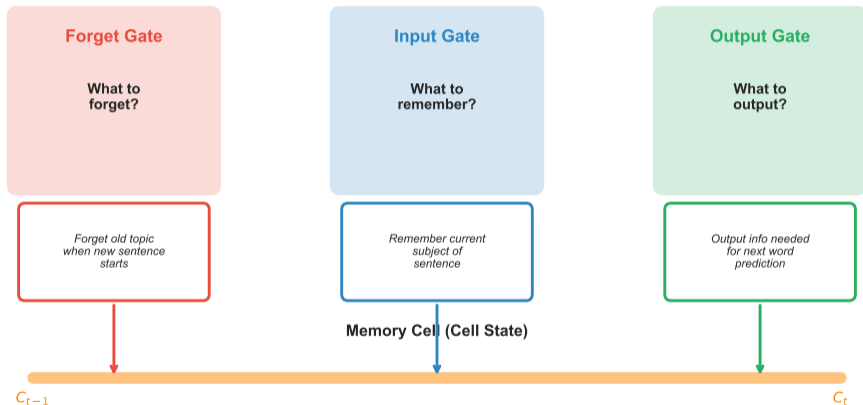 Forget Gate
What to
forget?
Forget old topic
when new sentence
starts
Input Gate
What to
remember?
Remember current
subject of
sentence
Output Gate
What to
output?
Output info needed
for next word
prediction
Memory Cell (Cell State)
C_{t−1}
C_t